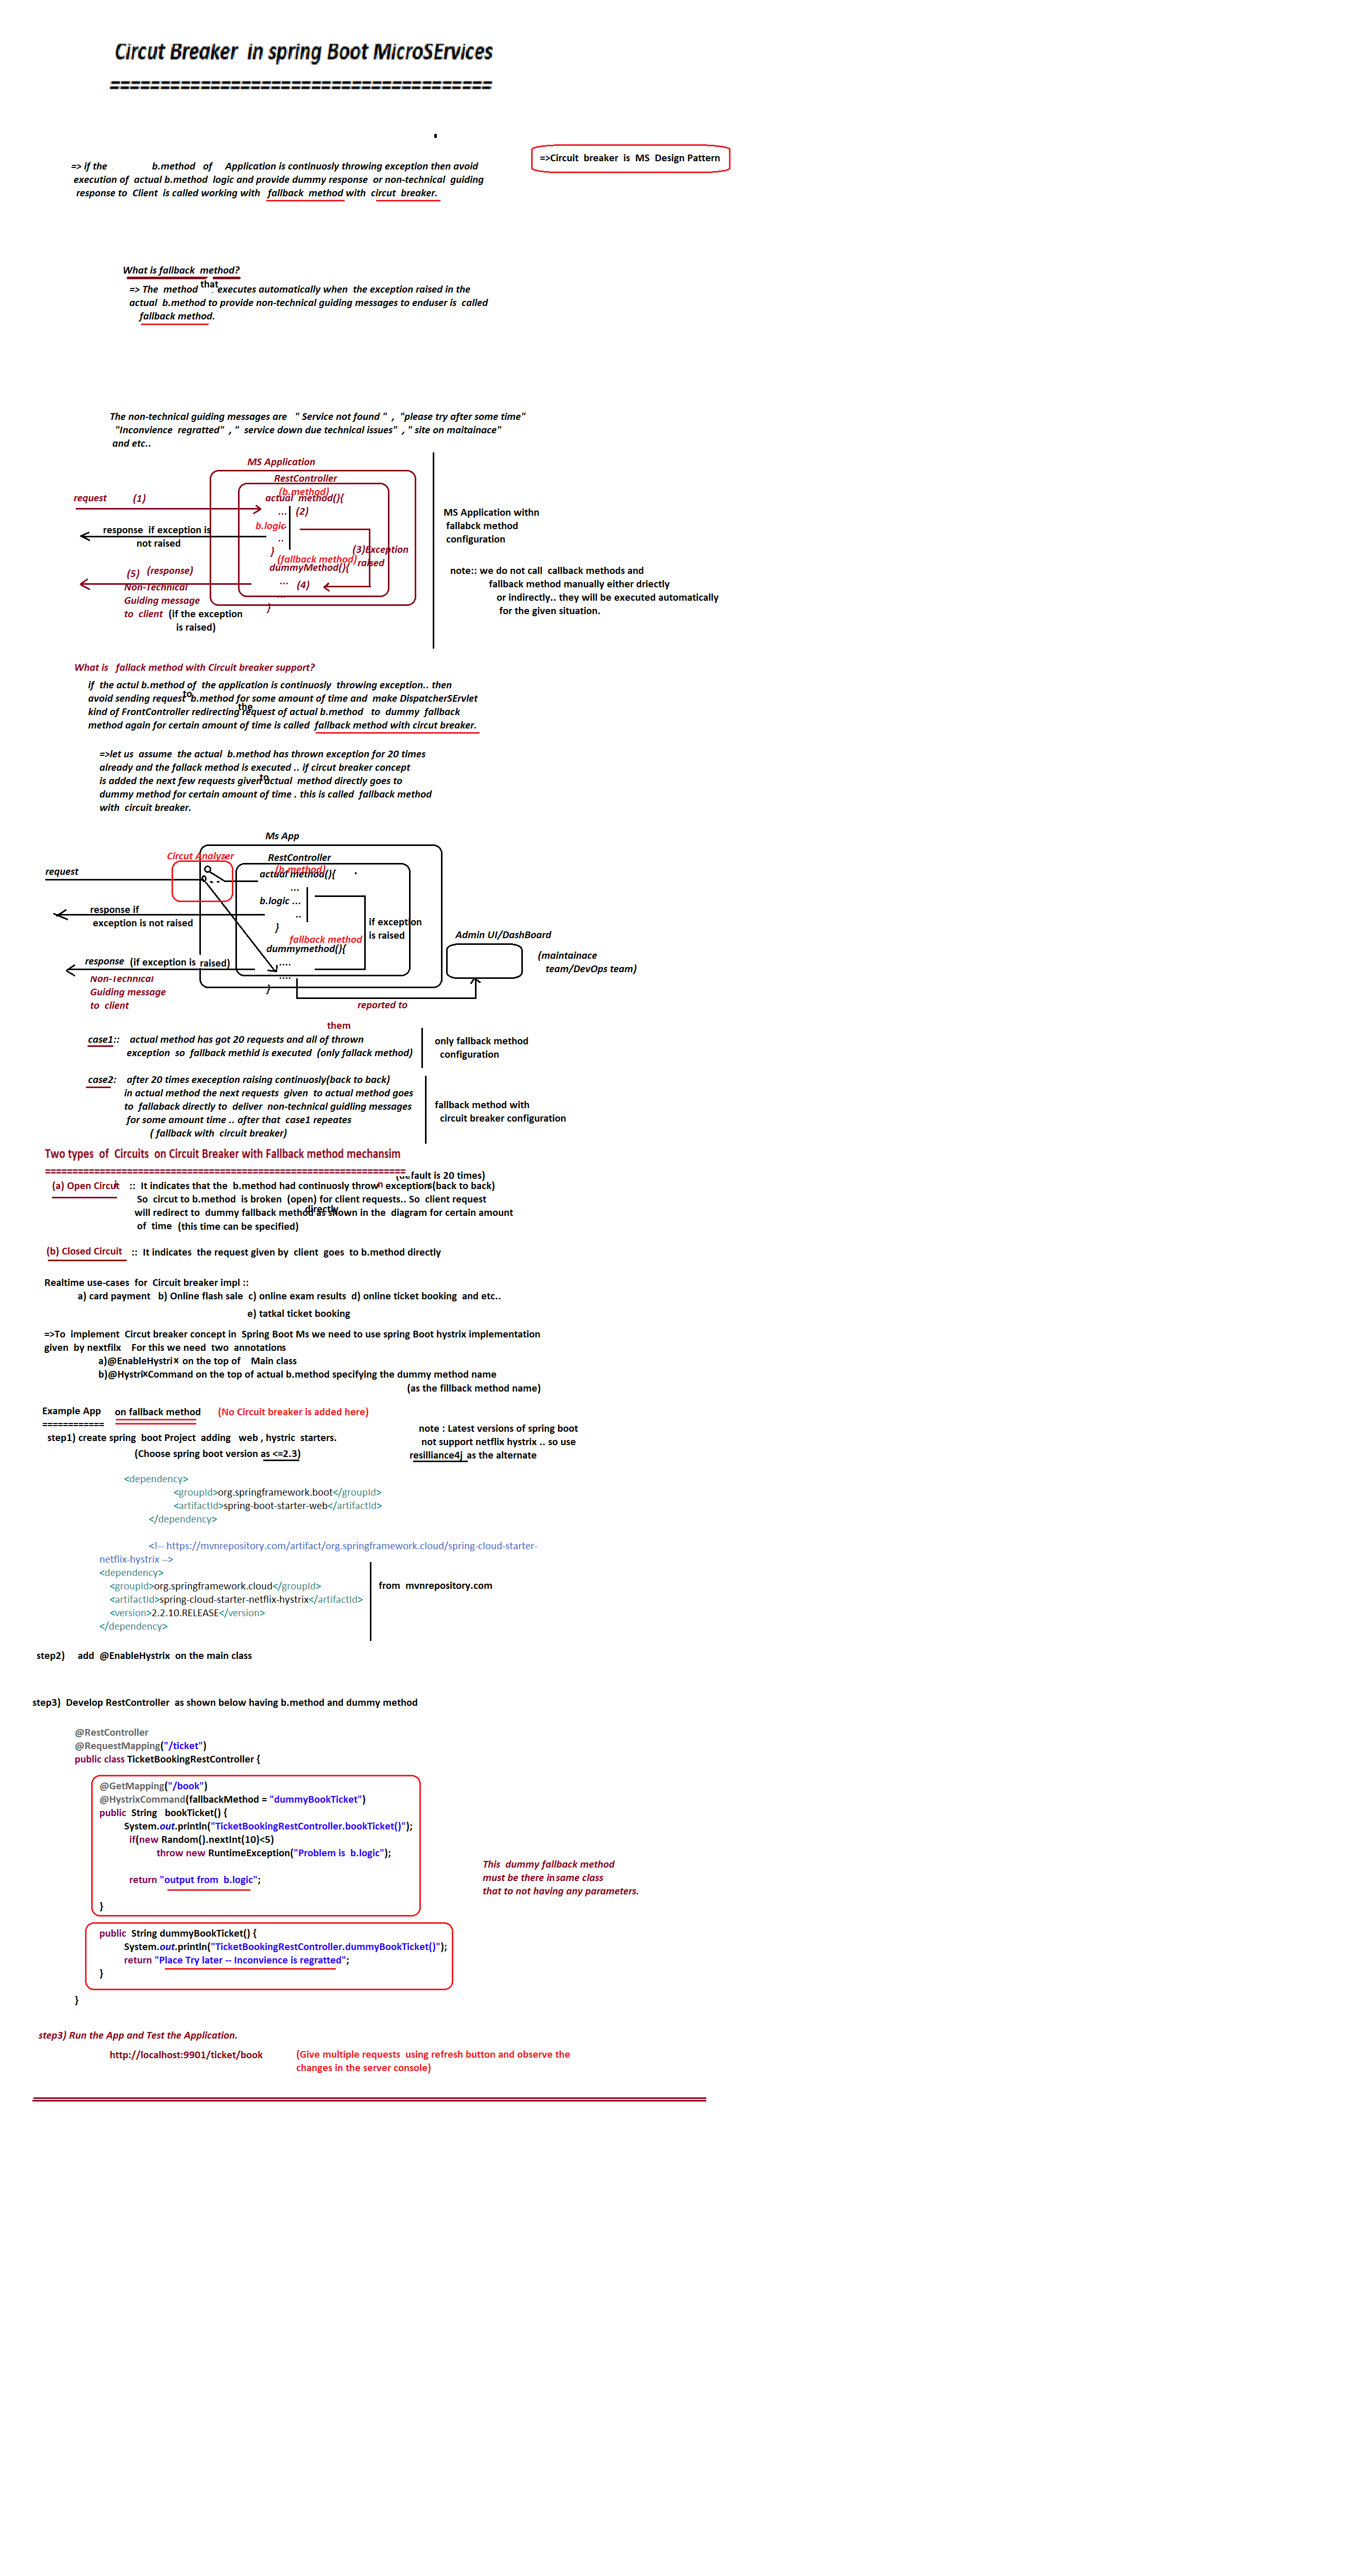 Circut Breaker in spring Boot MicroSErvices
=====================================
=>Circuit breaker is MS Design Pattern
=> if the b.method of Application is continuosly throwing exception then avoid
execution of actual b.method logic and provide dummy response or non-technical guiding
response to Client is called working with fallback method with circut breaker.
What is fallback method?
that
=> The method executes automatically when the exception raised in the
actual b.method to provide non-technical guiding messages to enduser is called
fallback method.
The non-technical guiding messages are " Service not found " , "please try after some time"
"Inconvience regratted" , " service down due technical issues" , " site on maitainace"
and etc..
MS Application
RestController
(b.method)
request (1)
actual method(){
... (2)
b.logic
..
}
response if exception is
not raised
(3)Exception
raised
(fallback method)
dummyMethod(){
... (4)
...
}
(5) (response)
Non-Technical
Guiding message
to client (if the exception
is raised)
MS Application withn
fallabck method
configuration
note:: we do not call callback methods and
fallback method manually either driectly
or indirectly.. they will be executed automatically
for the given situation.
What is fallack method with Circuit breaker support?
if the actul b.method of the application is continuosly throwing exception.. then
to
avoid sending request b.method for some amount of time and make DispatcherSErvlet
the
kind of FrontController redirecting request of actual b.method to dummy fallback
method again for certain amount of time is called fallback method with circut breaker.
=>let us assume the actual b.method has thrown exception for 20 times
already and the fallack method is executed .. if circut breaker concept
to
is added the next few requests given actual method directly goes to
dummy method for certain amount of time . this is called fallback method
with circuit breaker.
Ms App
Circut Analyzer
RestController
(b.method)
request
actual method(){
...
b.logic ...
..
}
response if
exception is not raised
if exception
is raised
fallback method
dummymethod(){
....
....
}
response (if exception is raised)
Non-Technical
Guiding message
to client
Admin UI/DashBoard
(maintainace
team/DevOps team)
reported to
them
case1:: actual method has got 20 requests and all of thrown
exception so fallback methid is executed (only fallack method)
only fallback method
configuration
case2: after 20 times exeception raising continuosly(back to back)
in actual method the next requests given to actual method goes
to fallaback directly to deliver non-technical guidling messages
for some amount time .. after that case1 repeates
( fallback with circuit breaker)
fallback method with
circuit breaker configuration
Two types of Circuits on Circuit Breaker with Fallback method mechansim
==================================================================
(default is 20 times)
(a) Open Circuit :: It indicates that the b.method had continously thrown exceptions(back to back)
So circut to b.method is broken (open) for client requests.. So client request
directly
will redirect to dummy fallback method as shown in the diagram for certain amount
of time (this time can be specified)
(b) Closed Circuit :: It indicates the request given by client goes to b.method directly
Realtime use-cases for Circuit breaker impl ::
a) card payment b) Online flash sale c) online exam results d) online ticket booking and etc..
e) tatkal ticket booking
=>To implement Circut breaker concept in Spring Boot Ms we need to use spring Boot hystrix implementation
given by nextfilx For this we need two annotations
a)@EnableHystrix on the top of Main class
b)@HystrixCommand on the top of actual b.method specifying the dummy method name
(as the fillback method name)
Example App on fallback method (No Circuit breaker is added here)
============
step1) create spring boot Project adding web , hystric starters.
(Choose spring boot version as <=2.3)
note : Latest versions of spring boot
not support netflix hystrix .. so use
resilliance4j as the alternate
<dependency>
<groupId>org.springframework.boot</groupId>
<artifactId>spring-boot-starter-web</artifactId>
</dependency>
<!-- https://mvnrepository.com/artifact/org.springframework.cloud/spring-cloud-starter-
netflix-hystrix -->
<dependency>
<groupId>org.springframework.cloud</groupId>
<artifactId>spring-cloud-starter-netflix-hystrix</artifactId>
<version>2.2.10.RELEASE</version>
</dependency>
from mvnrepository.com
step2) add @EnableHystrix on the main class
step3) Develop RestController as shown below having b.method and dummy method
@RestController
@RequestMapping("/ticket")
public class TicketBookingRestController {
@GetMapping("/book")
@HystrixCommand(fallbackMethod = "dummyBookTicket")
public String bookTicket() {
System.out.println("TicketBookingRestController.bookTicket()");
if(new Random().nextInt(10)<5)
throw new RuntimeException("Problem is b.logic");
return "output from b.logic";
}
This dummy fallback method
must be there in same class
that to not having any parameters.
public String dummyBookTicket() {
System.out.println("TicketBookingRestController.dummyBookTicket()");
return "Place Try later -- Inconvience is regratted";
}
}
step3) Run the App and Test the Application.
http://localhost:9901/ticket/book (Give multiple requests using refresh button and observe the
changes in the server console)